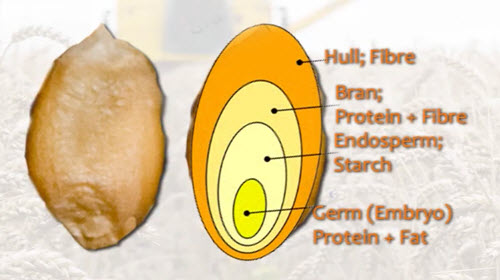 Hull; Fibre
Bran;
Protein + Fibre
Endosperm;
Starch
Germ (Embryo)
Protein + Fat